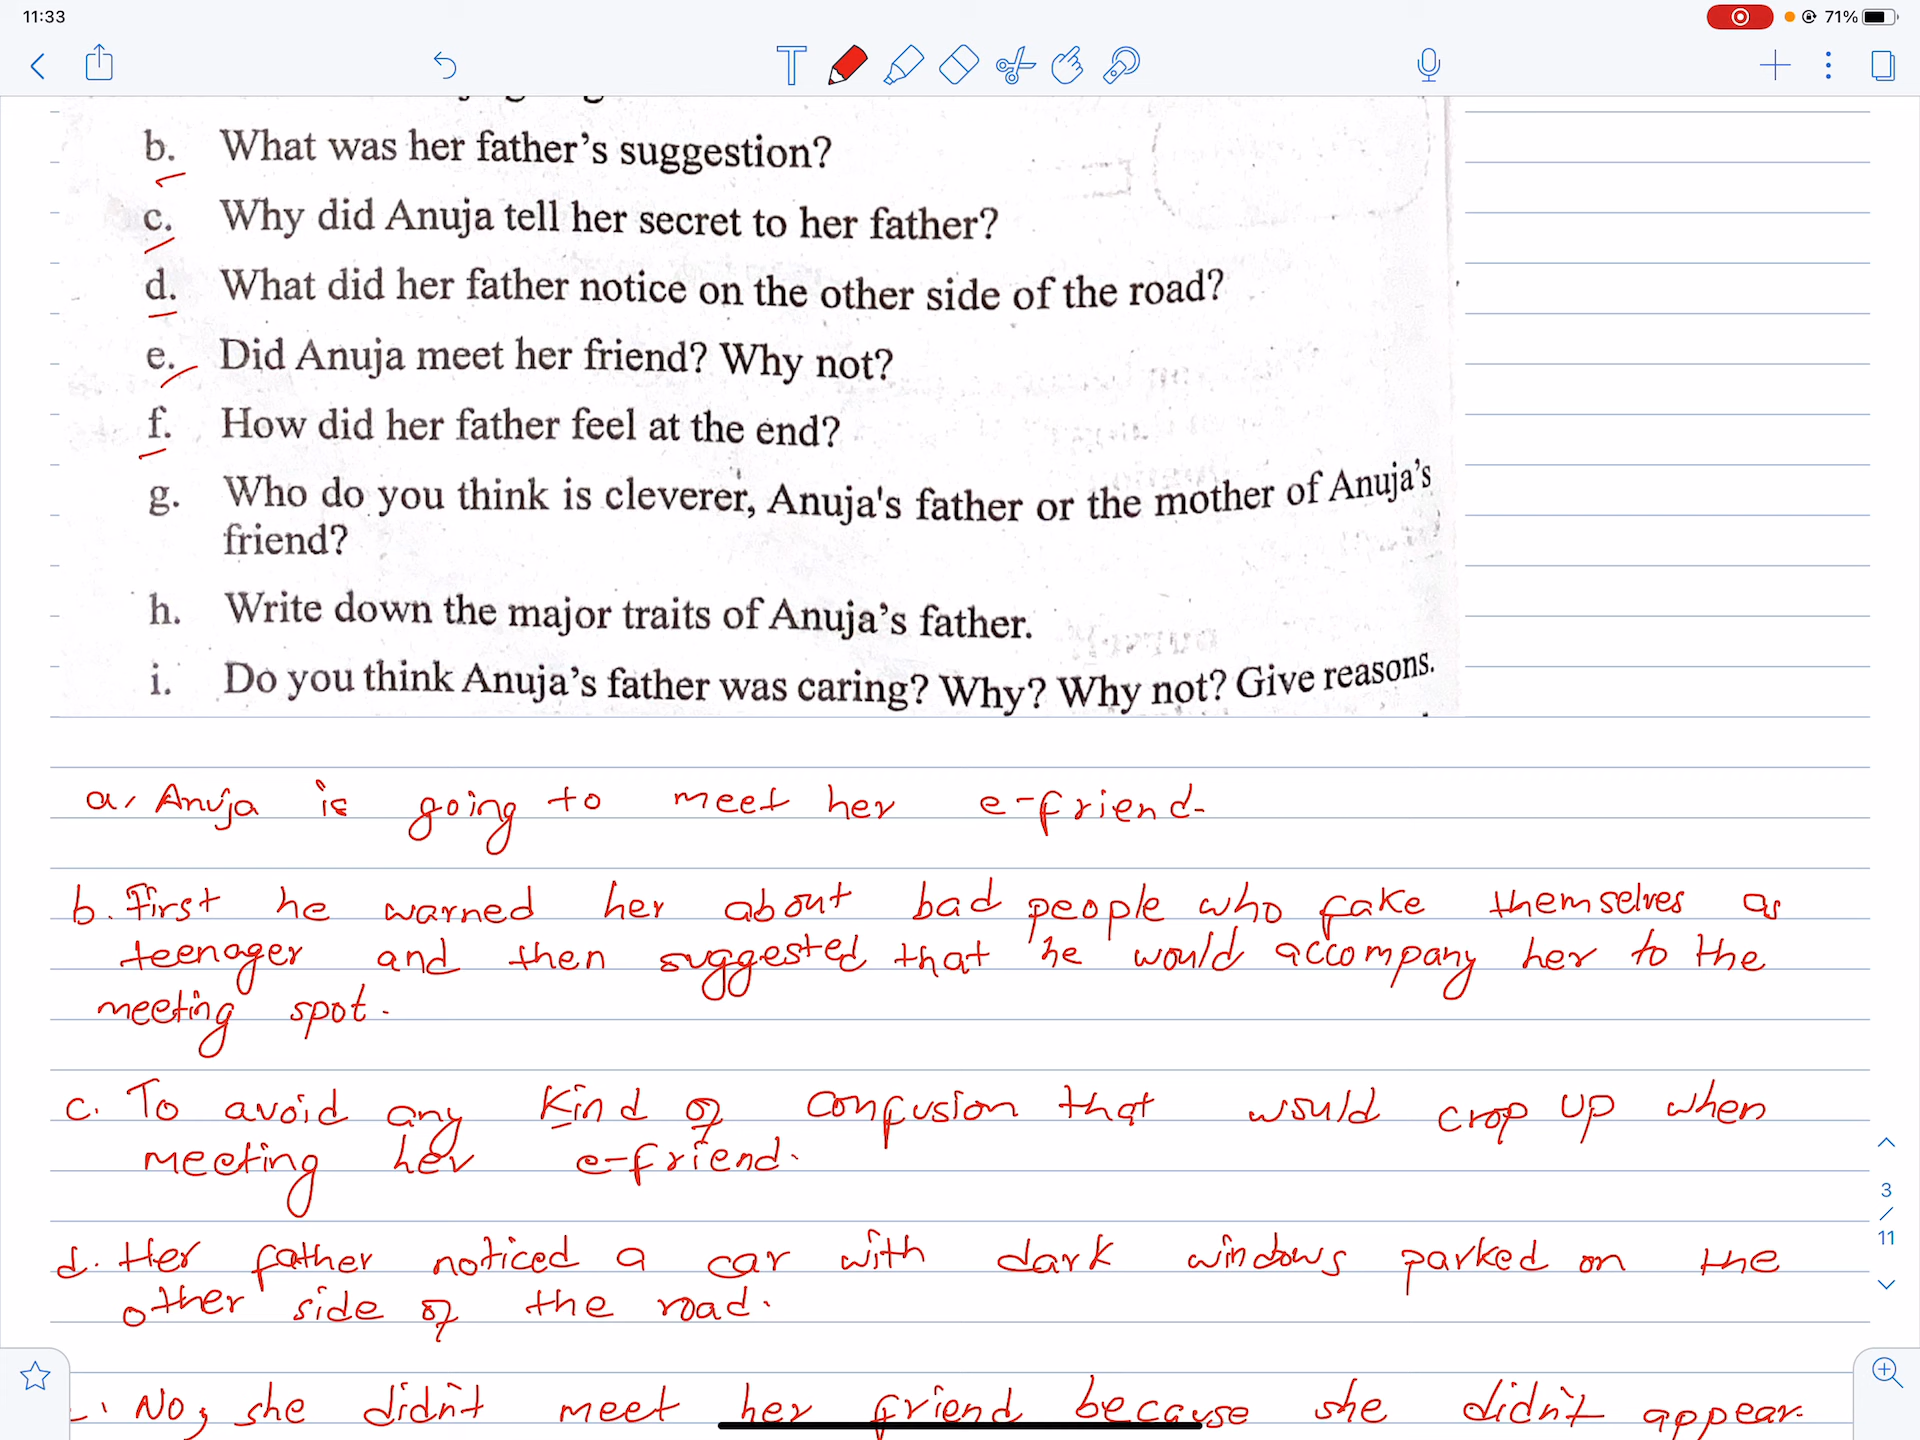 11:33
71%
T
b. What was her father's suggestion?
c. Why did Anuja tell her secret to her father?
d. What did her father notice on the other side of the road?
e. Did Anuja meet her friend? Why not?
f. How did her father feel at the end?
g. Who do you think is cleverer, Anuja's father or the mother of Anuja's
friend?
h. Write down the major traits of Anuja's father.
i. Do you think Anuja's father was caring? Why? Why not? Give reasons.
a, Anuja is going to meet her e-friend.
b. First he warned her about bad people who fake themselves as
teenager and then suggested that he would accompany her to the
meeting spot.
c. To avoid any kind of confusion that would crop up when
meeting her e-friend.
3
/
11
d. Her father noticed a car with dark windows parked on the
other side of the road.
No, she didn't meet her friend because she didn't appear.